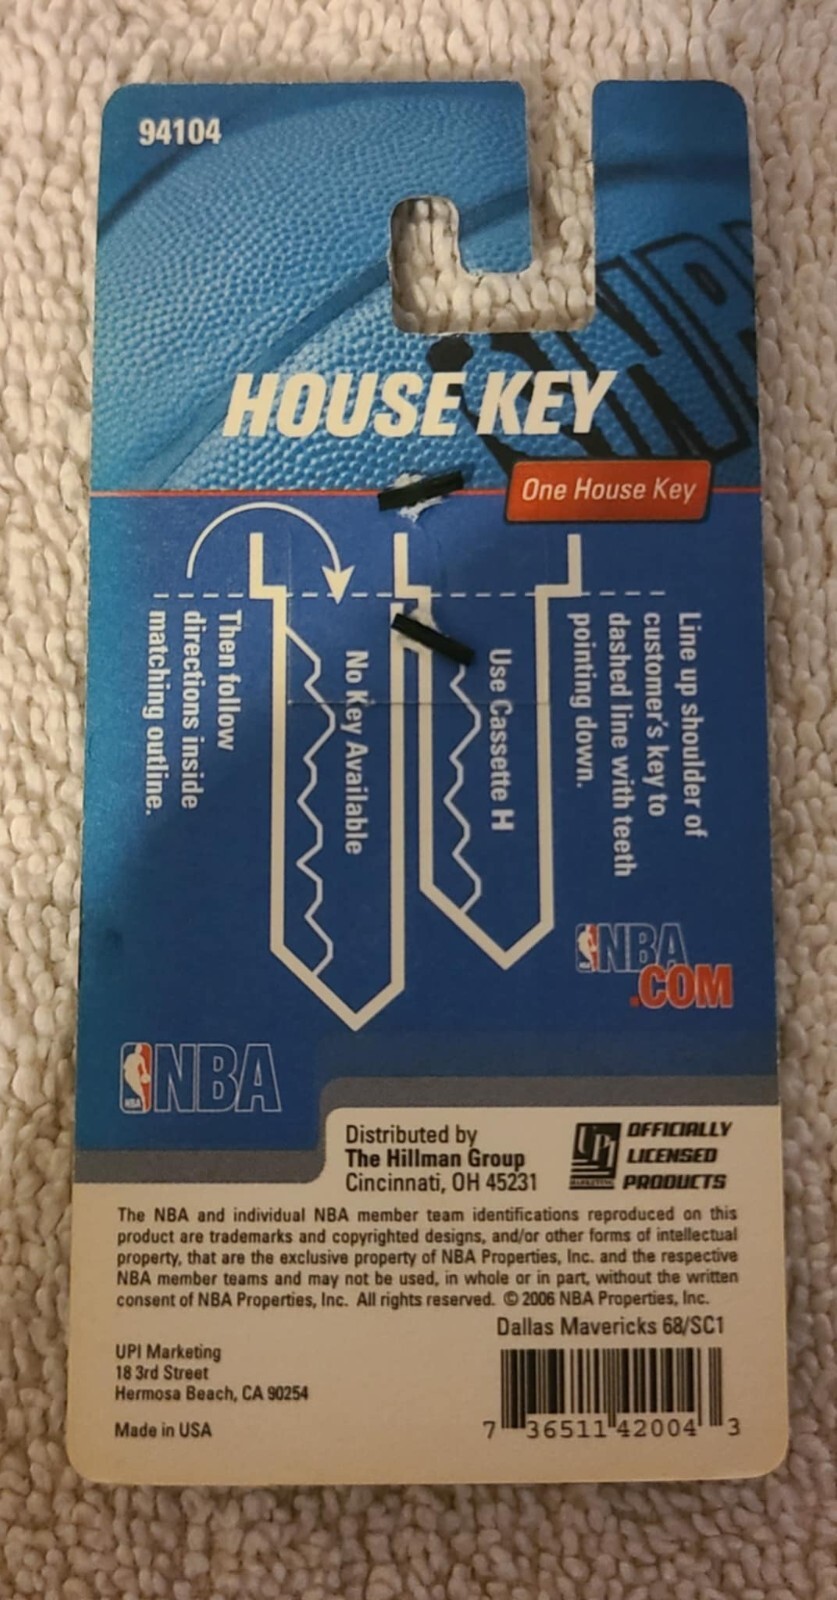 94104
HOUSE KEY
One House Key
Line up shoulder of
customer's key to
dashed line with teeth
pointing down.
Use Cassette H
No Key Available
Then follow
directions inside
matching outline.
NBA
.COM
NBA
Distributed by
The Hillman Group
Cincinnati, OH 45231
UPI
MARKETING
OFFICIALLY
LICENSED
PRODUCTS
The NBA and individual NBA member team identifications reproduced on this
product are trademarks and copyrighted designs, and/or other forms of intellectual
property, that are the exclusive property of NBA Properties, Inc. and the respective
NBA member teams and may not be used, in whole or in part, without the written
consent of NBA Properties, Inc. All rights reserved. © 2006 NBA Properties, Inc.
Dallas Mavericks 68/SC1
UPI Marketing
18 3rd Street
Hermosa Beach, CA 90254
Made in USA
7 36511 42004 3